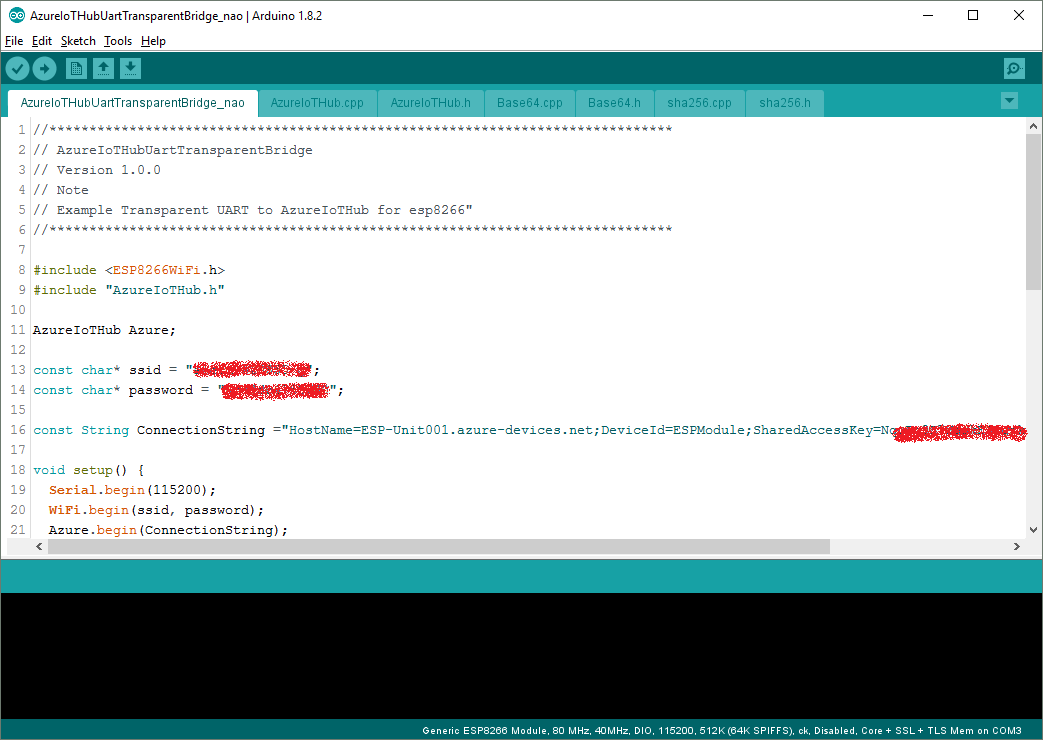 AzureIoTHubUartTransparentBridge_nao | Arduino 1.8.2
File Edit Sketch Tools Help
AzureIoTHubUartTransparentBridge_nao AzureIoTHub.cpp AzureIoTHub.h Base64.cpp Base64.h sha256.cpp sha256.h
1 //******************************************************************************
2 // AzureIoTHubUartTransparentBridge
3 // Version 1.0.0
4 // Note
5 // Example Transparent UART to AzureIoTHub for esp8266"
6 //******************************************************************************
7
8 #include <ESP8266WiFi.h>
9 #include "AzureIoTHub.h"
10
11 AzureIoTHub Azure;
12
13 const char* ssid = ";
14 const char* password = "";
15
16 const String ConnectionString ="HostName=ESP-Unit001.azure-devices.net;DeviceId=ESPModule;SharedAccessKey=
17
18 void setup() {
19 Serial.begin(115200);
20 WiFi.begin(ssid, password);
21 Azure.begin(ConnectionString);
Generic ESP8266 Module, 80 MHz, 40MHz, DIO, 115200, 512K (64K SPIFFS), ck, Disabled, Core + SSL + TLS Mem on COM3